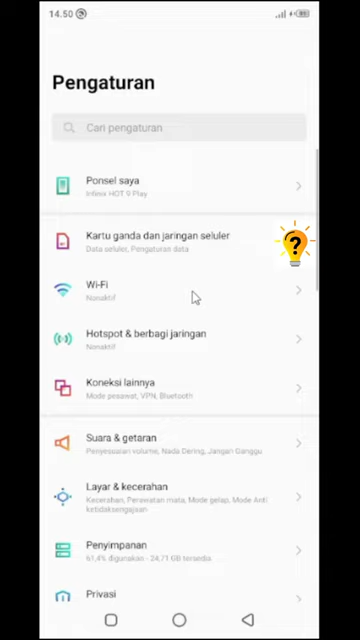 14.50
Pengaturan
Cari pengaturan
Ponsel saya
Infinix HOT 9 Play
Kartu ganda dan jaringan seluler
Data seluler, Pengaturan data
?
Wi-Fi
Nonaktif
Hotspot & berbagi jaringan
Nonaktif
Koneksi lainnya
Mode pesawat, VPN, Bluetooth
Suara & getaran
Penyesuaian volume, Nada Dering, Jangan Ganggu
Layar & kecerahan
Kecerahan, Perawatan mata, Mode gelap, Mode Anti
ketidaksengajaan
Penyimpanan
61,4% digunakan - 24,71 GB tersedia
Privasi